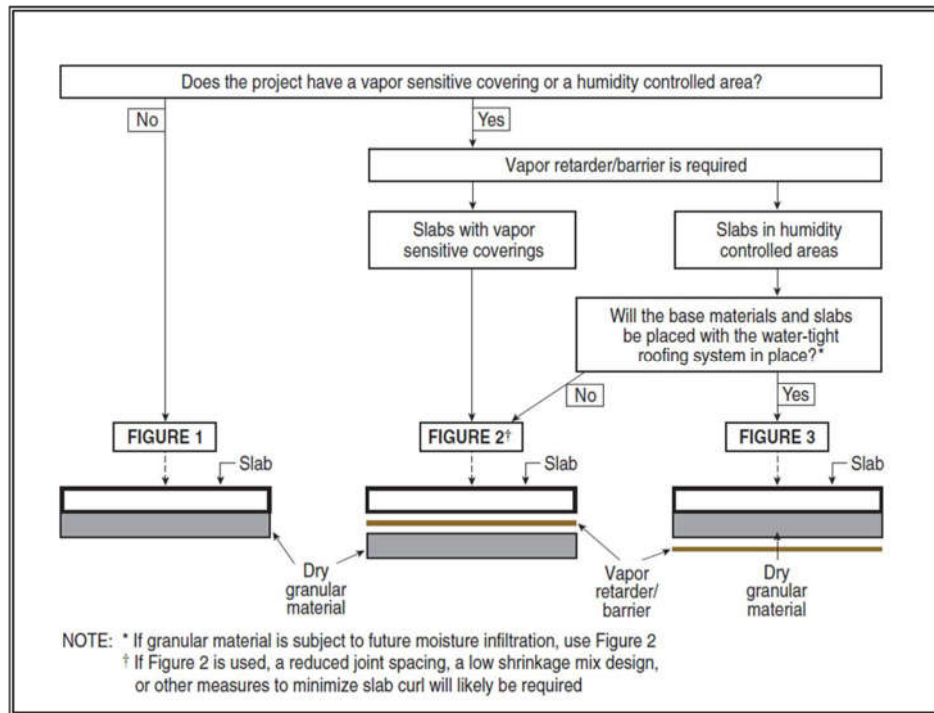 Does the project have a vapor sensitive covering or a humidity controlled area?
No
Yes
Vapor retarder/barrier is required
Slabs with vapor
sensitive coverings
Slabs in humidity
controlled areas
Will the base materials and slabs
be placed with the water-tight
roofing system in place?*
No
Yes
FIGURE 1
FIGURE 2†
FIGURE 3
Slab
Slab
Slab
Dry
granular
material
Vapor
retarder/
barrier
Dry
granular
material
NOTE: * If granular material is subject to future moisture infiltration, use Figure 2
† If Figure 2 is used, a reduced joint spacing, a low shrinkage mix design,
or other measures to minimize slab curl will likely be required